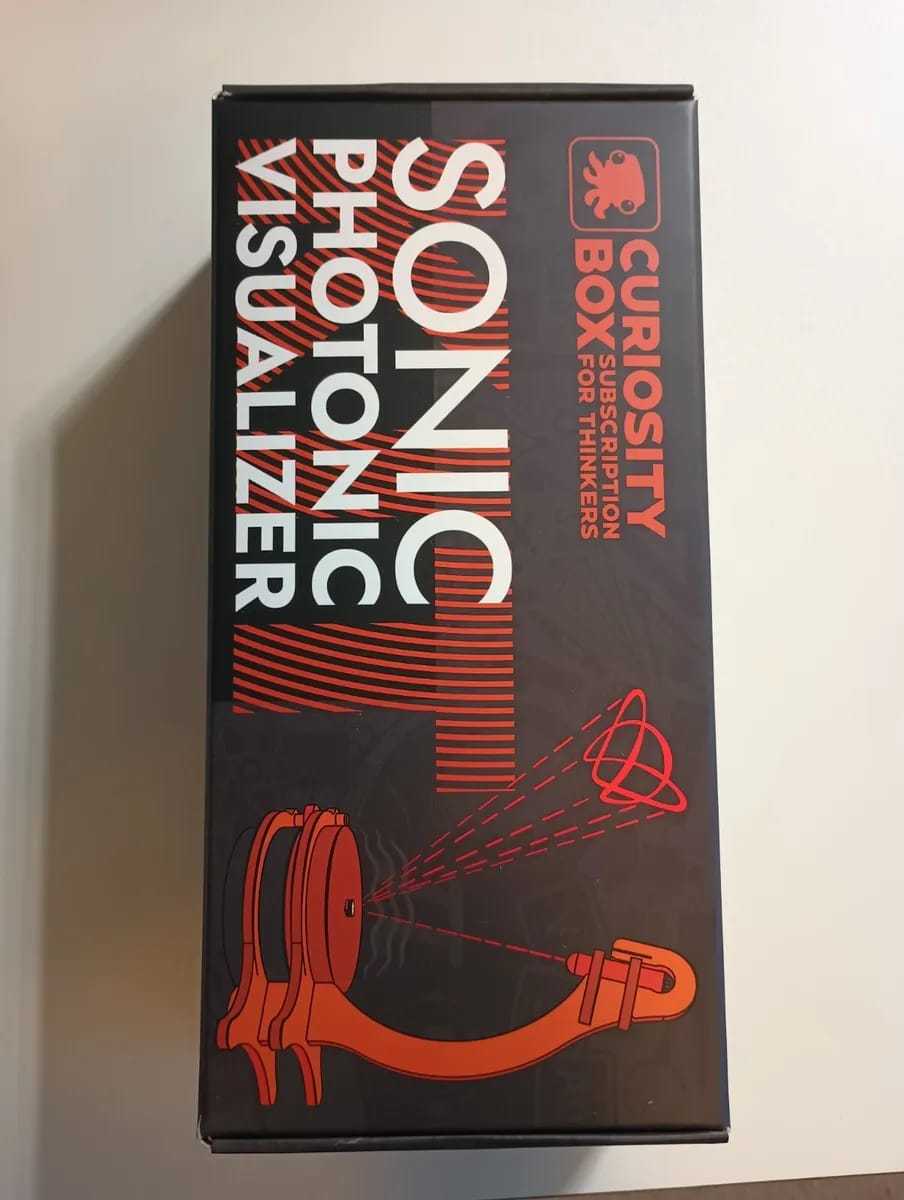 CURIOSITY
BOX SUBSCRIPTION
FOR THINKERS
SONIC
PHOTONIC
VISUALIZER